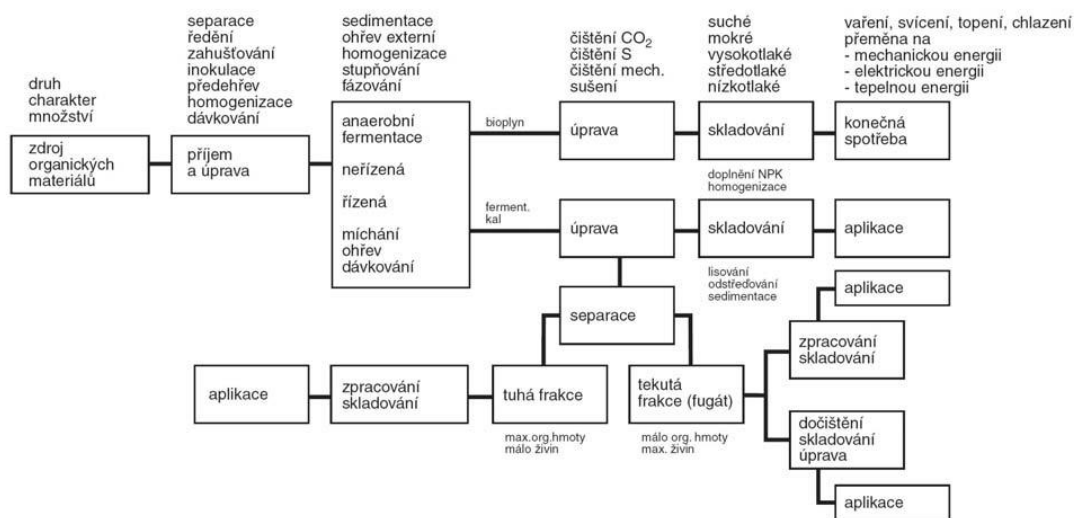 druh
charakter
množství
zdroj
organických
materiálů
separace
ředění
zahušťování
inokulace
předehřev
homogenizace
dávkování
příjem
a úprava
sedimentace
ohřev externí
homogenizace
stupňování
fázování
anaerobní
fermentace
neřízená
řízená
míchání
ohřev
dávkování
bioplyn
ferment.
kal
čištění CO₂
čištění S
čištění mech.
sušení
úprava
suché
mokré
vysokotlaké
středotlaké
nízkotlaké
skladování
vaření, svícení, topení, chlazení
přeměna na
- mechanickou energii
- elektrickou energii
- tepelnou energii
konečná
spotřeba
úprava
doplnění NPK
homogenizace
skladování
aplikace
lisování
odstřeďování
sedimentace
separace
aplikace
zpracování
skladování
tuhá frakce
max.org.hmoty
málo živin
tekutá
frakce (fugát)
málo org. hmoty
max. živin
aplikace
zpracování
skladování
dočištění
skladování
úprava
aplikace